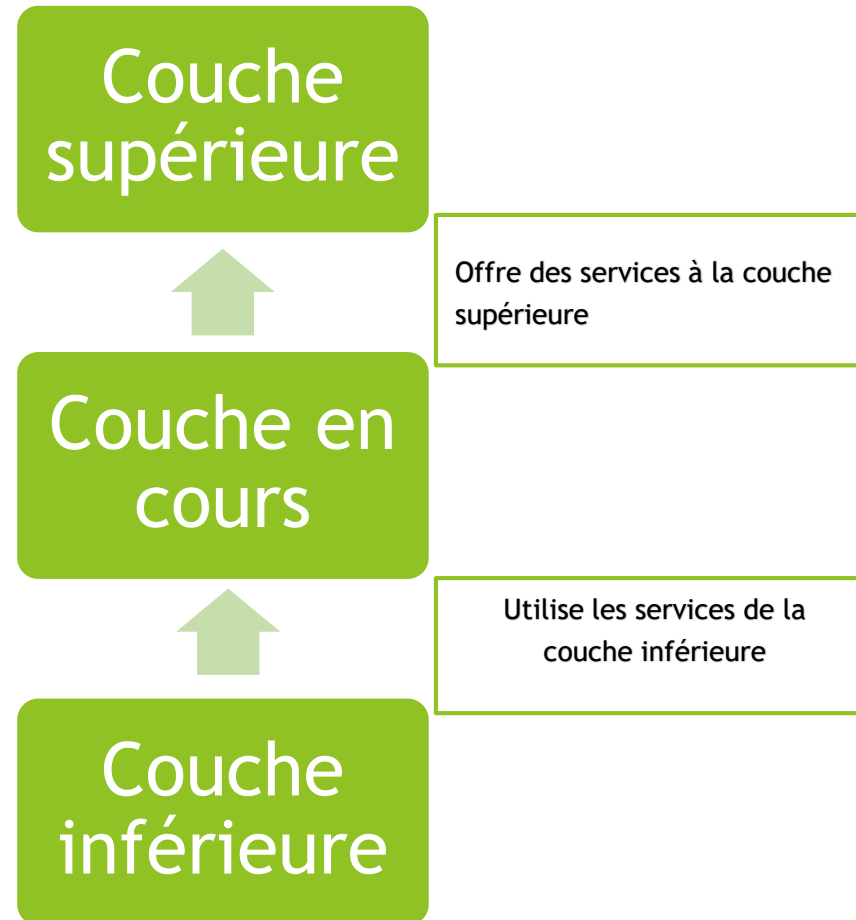 Couche
supérieure
Offre des services à la couche
supérieure
Couche en
cours
Utilise les services de la
couche inférieure
Couche
inférieure